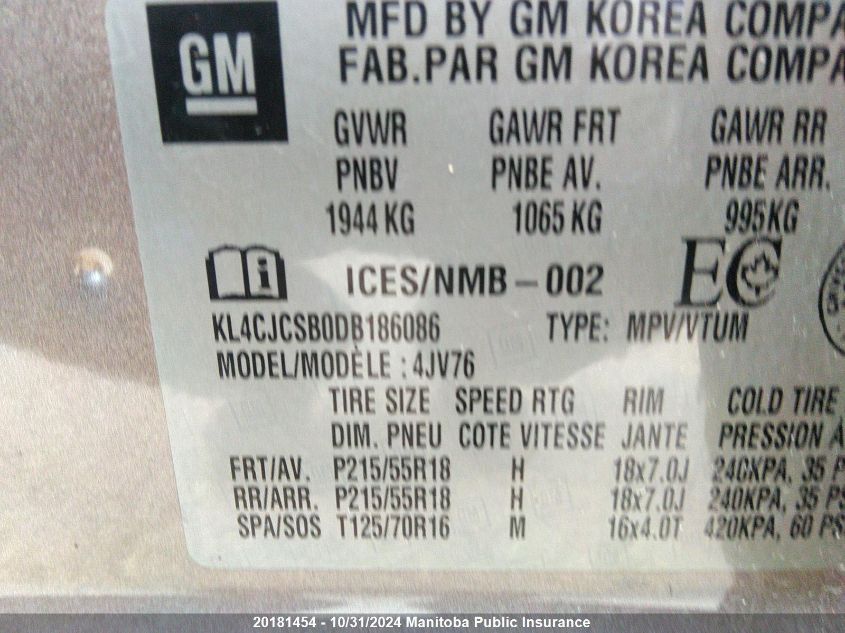 GM
MFD BY GM KOREA
FAB.PAR GM KOREA
GVWR GAWR FRT GAWR RR
PNBV PNBE AV. PNBE ARR.
1944 KG 1065 KG 995KG
ICES/NMB-002 EC
KL4CJCSB0DB186086 TYPE: MPV/VTUM
MODEL/MODÈLE : 4JV76
TIRE SIZE SPEED RTG RIM COLD TIRE
DIM. PNEU COTE VITESSE JANTE PRESSION
FRT/AV. P215/55R18 H 18x7.0J 240KPA, 35
RR/ARR. P215/55R18 H 18x7.0J 240KPA, 35
SPA/SOS T125/70R16 M 16x4.0T 420KPA, 60
20181454 - 10/31/2024 Manitoba Public Insurance